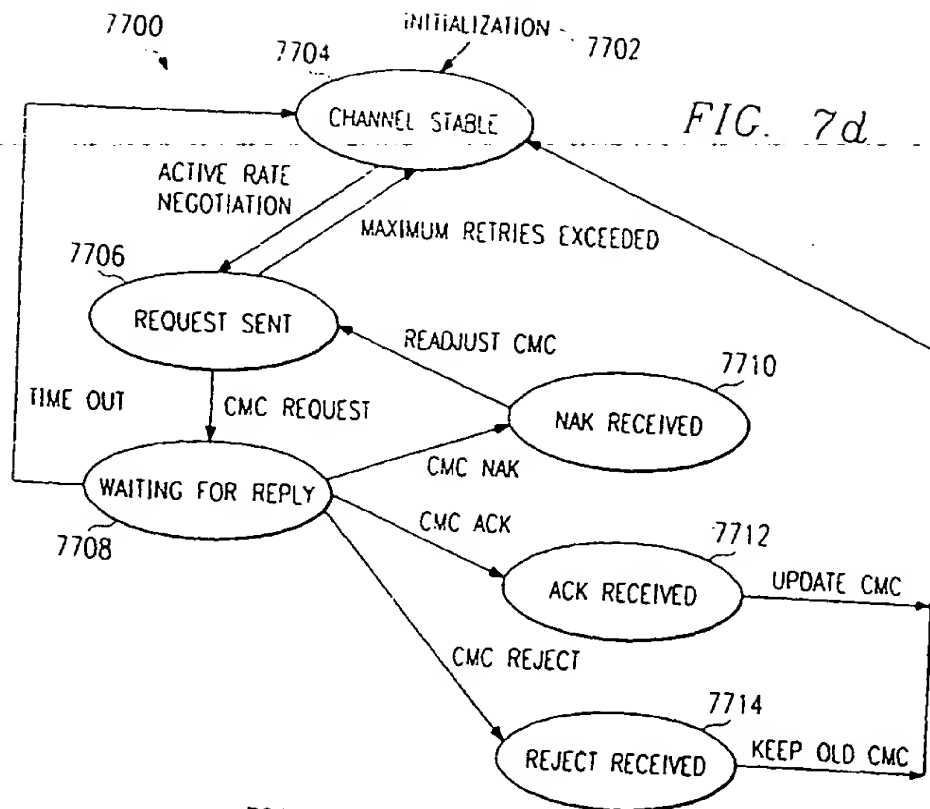 7700
7704
INITIALIZATION
7702
CHANNEL STABLE
FIG. 7d
ACTIVE RATE
NEGOTIATION
MAXIMUM RETRIES EXCEEDED
7706
REQUEST SENT
READJUST CMC
7710
TIME OUT
CMC REQUEST
NAK RECEIVED
CMC NAK
WAITING FOR REPLY
7708
CMC ACK
7712
ACK RECEIVED
UPDATE CMC
CMC REJECT
7714
REJECT RECEIVED
KEEP OLD CMC